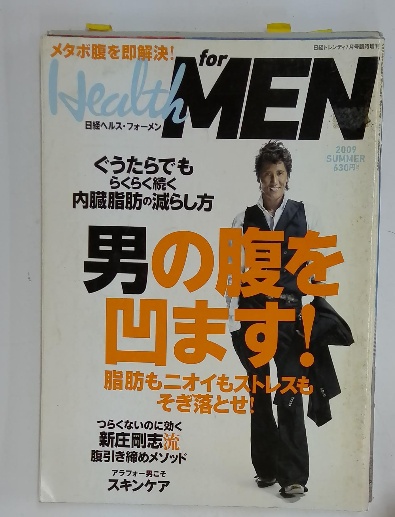 メタボ腹を即解決!
日経トレンディ7月号臨時増刊
Health for MEN
日経ヘルス・フォーメン
2009
SUMMER
630円
ぐうたらでも
らくらく続く
内臓脂肪の減らし方
男の腹を
凹ます!
脂肪もニオイもストレスも
そぎ落とせ!
つらくないのに効く
新庄剛志流
腹引き締めメソッド
アラフォー男こそ
スキンケア